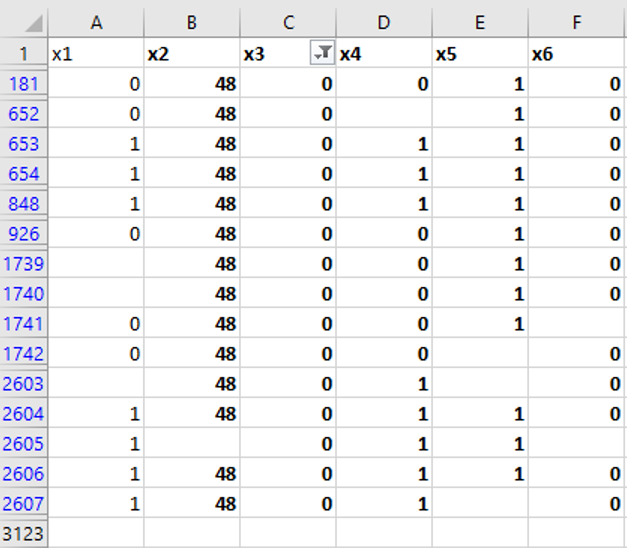 A B C D E F
1 x1 x2 x3 x4 x5 x6
181 0 48 0 0 1 0
652 0 48 0 1 0
653 1 48 0 1 1 0
654 1 48 0 1 1 0
848 1 48 0 1 1 0
926 0 48 0 0 1 0
1739 48 0 0 1 0
1740 48 0 0 1 0
1741 0 48 0 0 1
1742 0 48 0 0 0
2603 48 0 1 0
2604 1 48 0 1 1 0
2605 1 0 1 1
2606 1 48 0 1 1 0
2607 1 48 0 1 0
3123